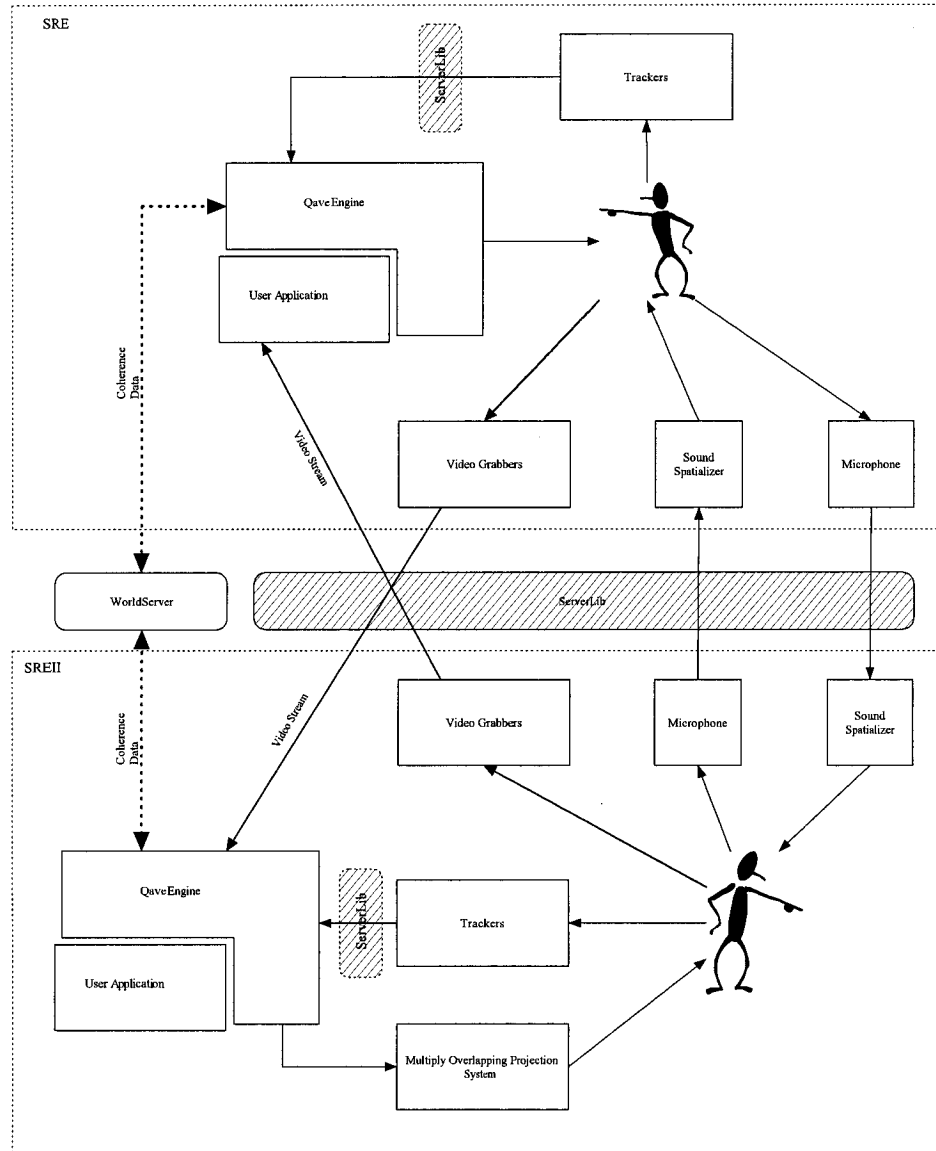 SRE
ServerLib
Trackers
QaveEngine
User Application
Coherence
Data
Video Stream
Video Grabbers
Sound
Spatializer
Microphone
WorldServer
ServerLib
SREII
Coherence
Data
Video Stream
Video Grabbers
Microphone
Sound
Spatializer
QaveEngine
ServerLib
Trackers
User Application
Multiply Overlapping Projection
System